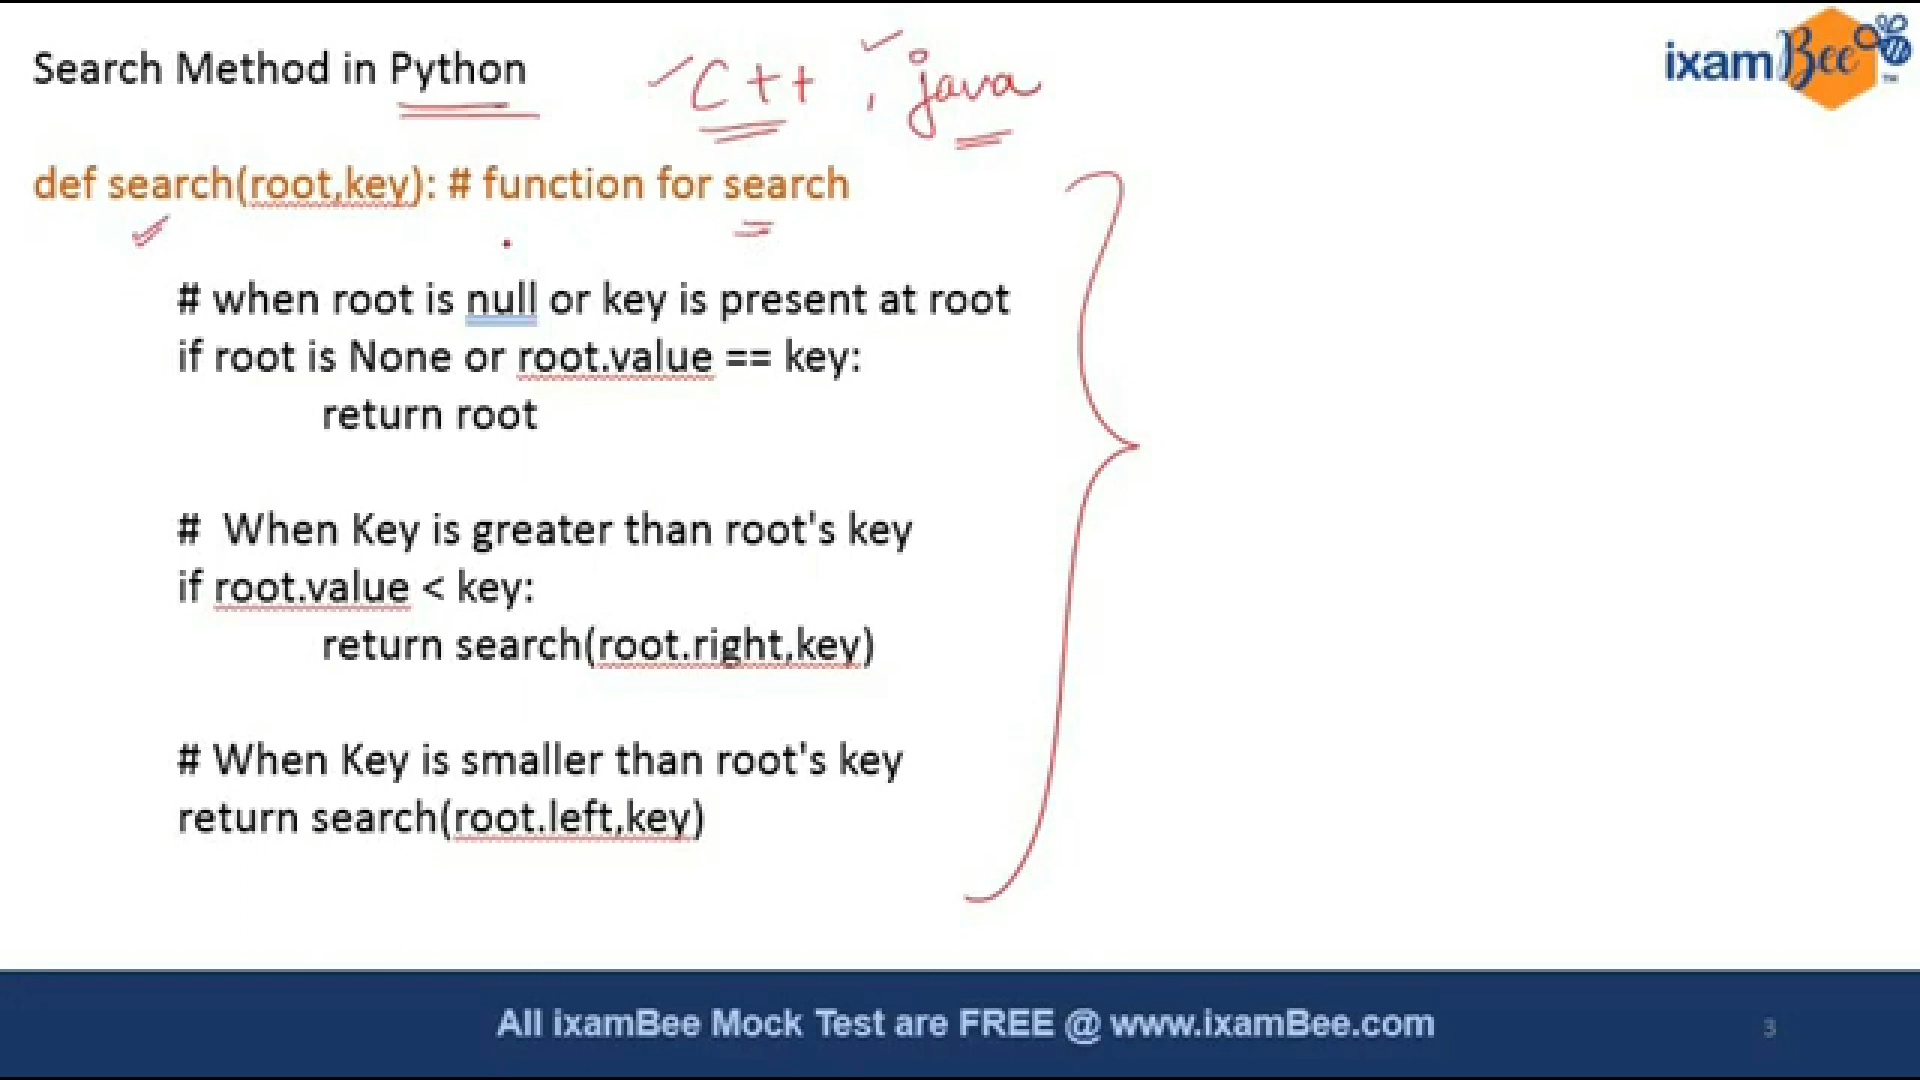 Search Method in Python
C++ , java
ixamBee TM
def search(root,key): # function for search
# when root is null or key is present at root
if root is None or root.value == key:
return root
#  When Key is greater than root's key
if root.value < key:
return search(root.right,key)
# When Key is smaller than root's key
return search(root.left,key)
All ixamBee Mock Test are FREE @ www.ixamBee.com
3